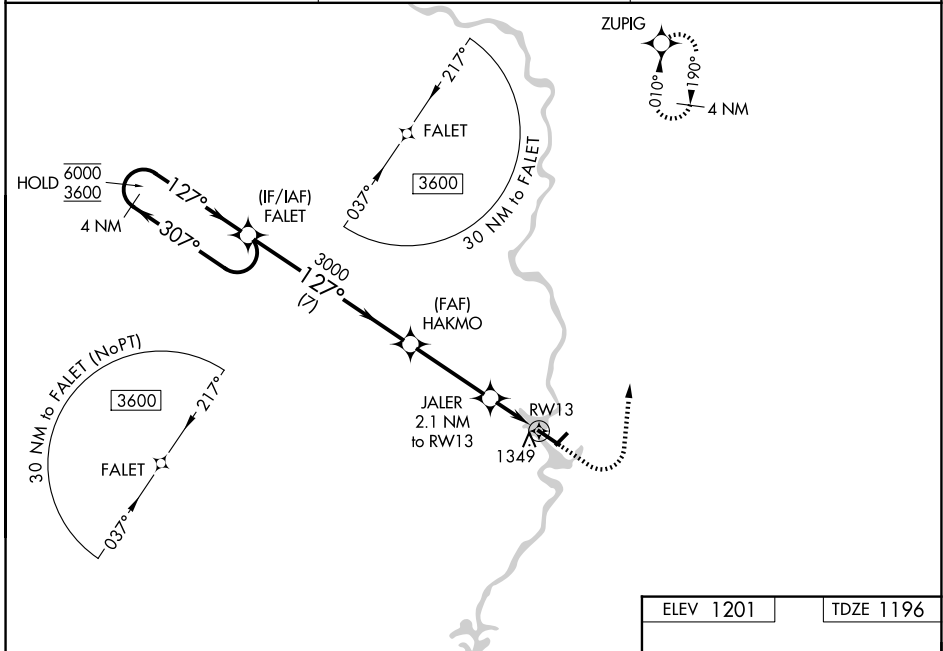 ZUPIG
010°
190°
4 NM
217°
FALET
3600
037°
30 NM to FALET
HOLD 6000
3600
4 NM
127°
307°
(IF/IAF)
FALET
3000
127°
(7)
(FAF)
HAKMO
JALER
2.1 NM
to RW13
RW13
1349
30 NM to FALET (NoPT)
3600
217°
FALET
037°
ELEV 1201
TDZE 1196